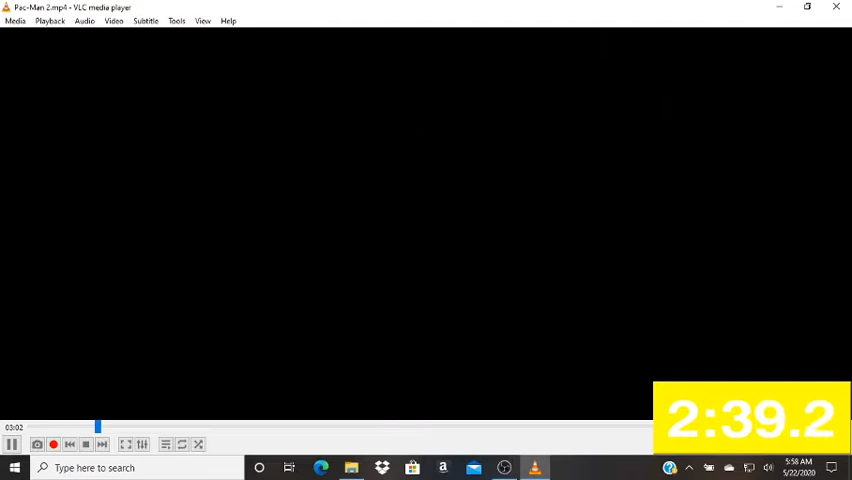 Pac-Man 2.mp4 - VLC media player
Media Playback Audio Video Subtitle Tools View Help
03:02
2:39.2
Type here to search
a
5:58 AM
5/22/2020